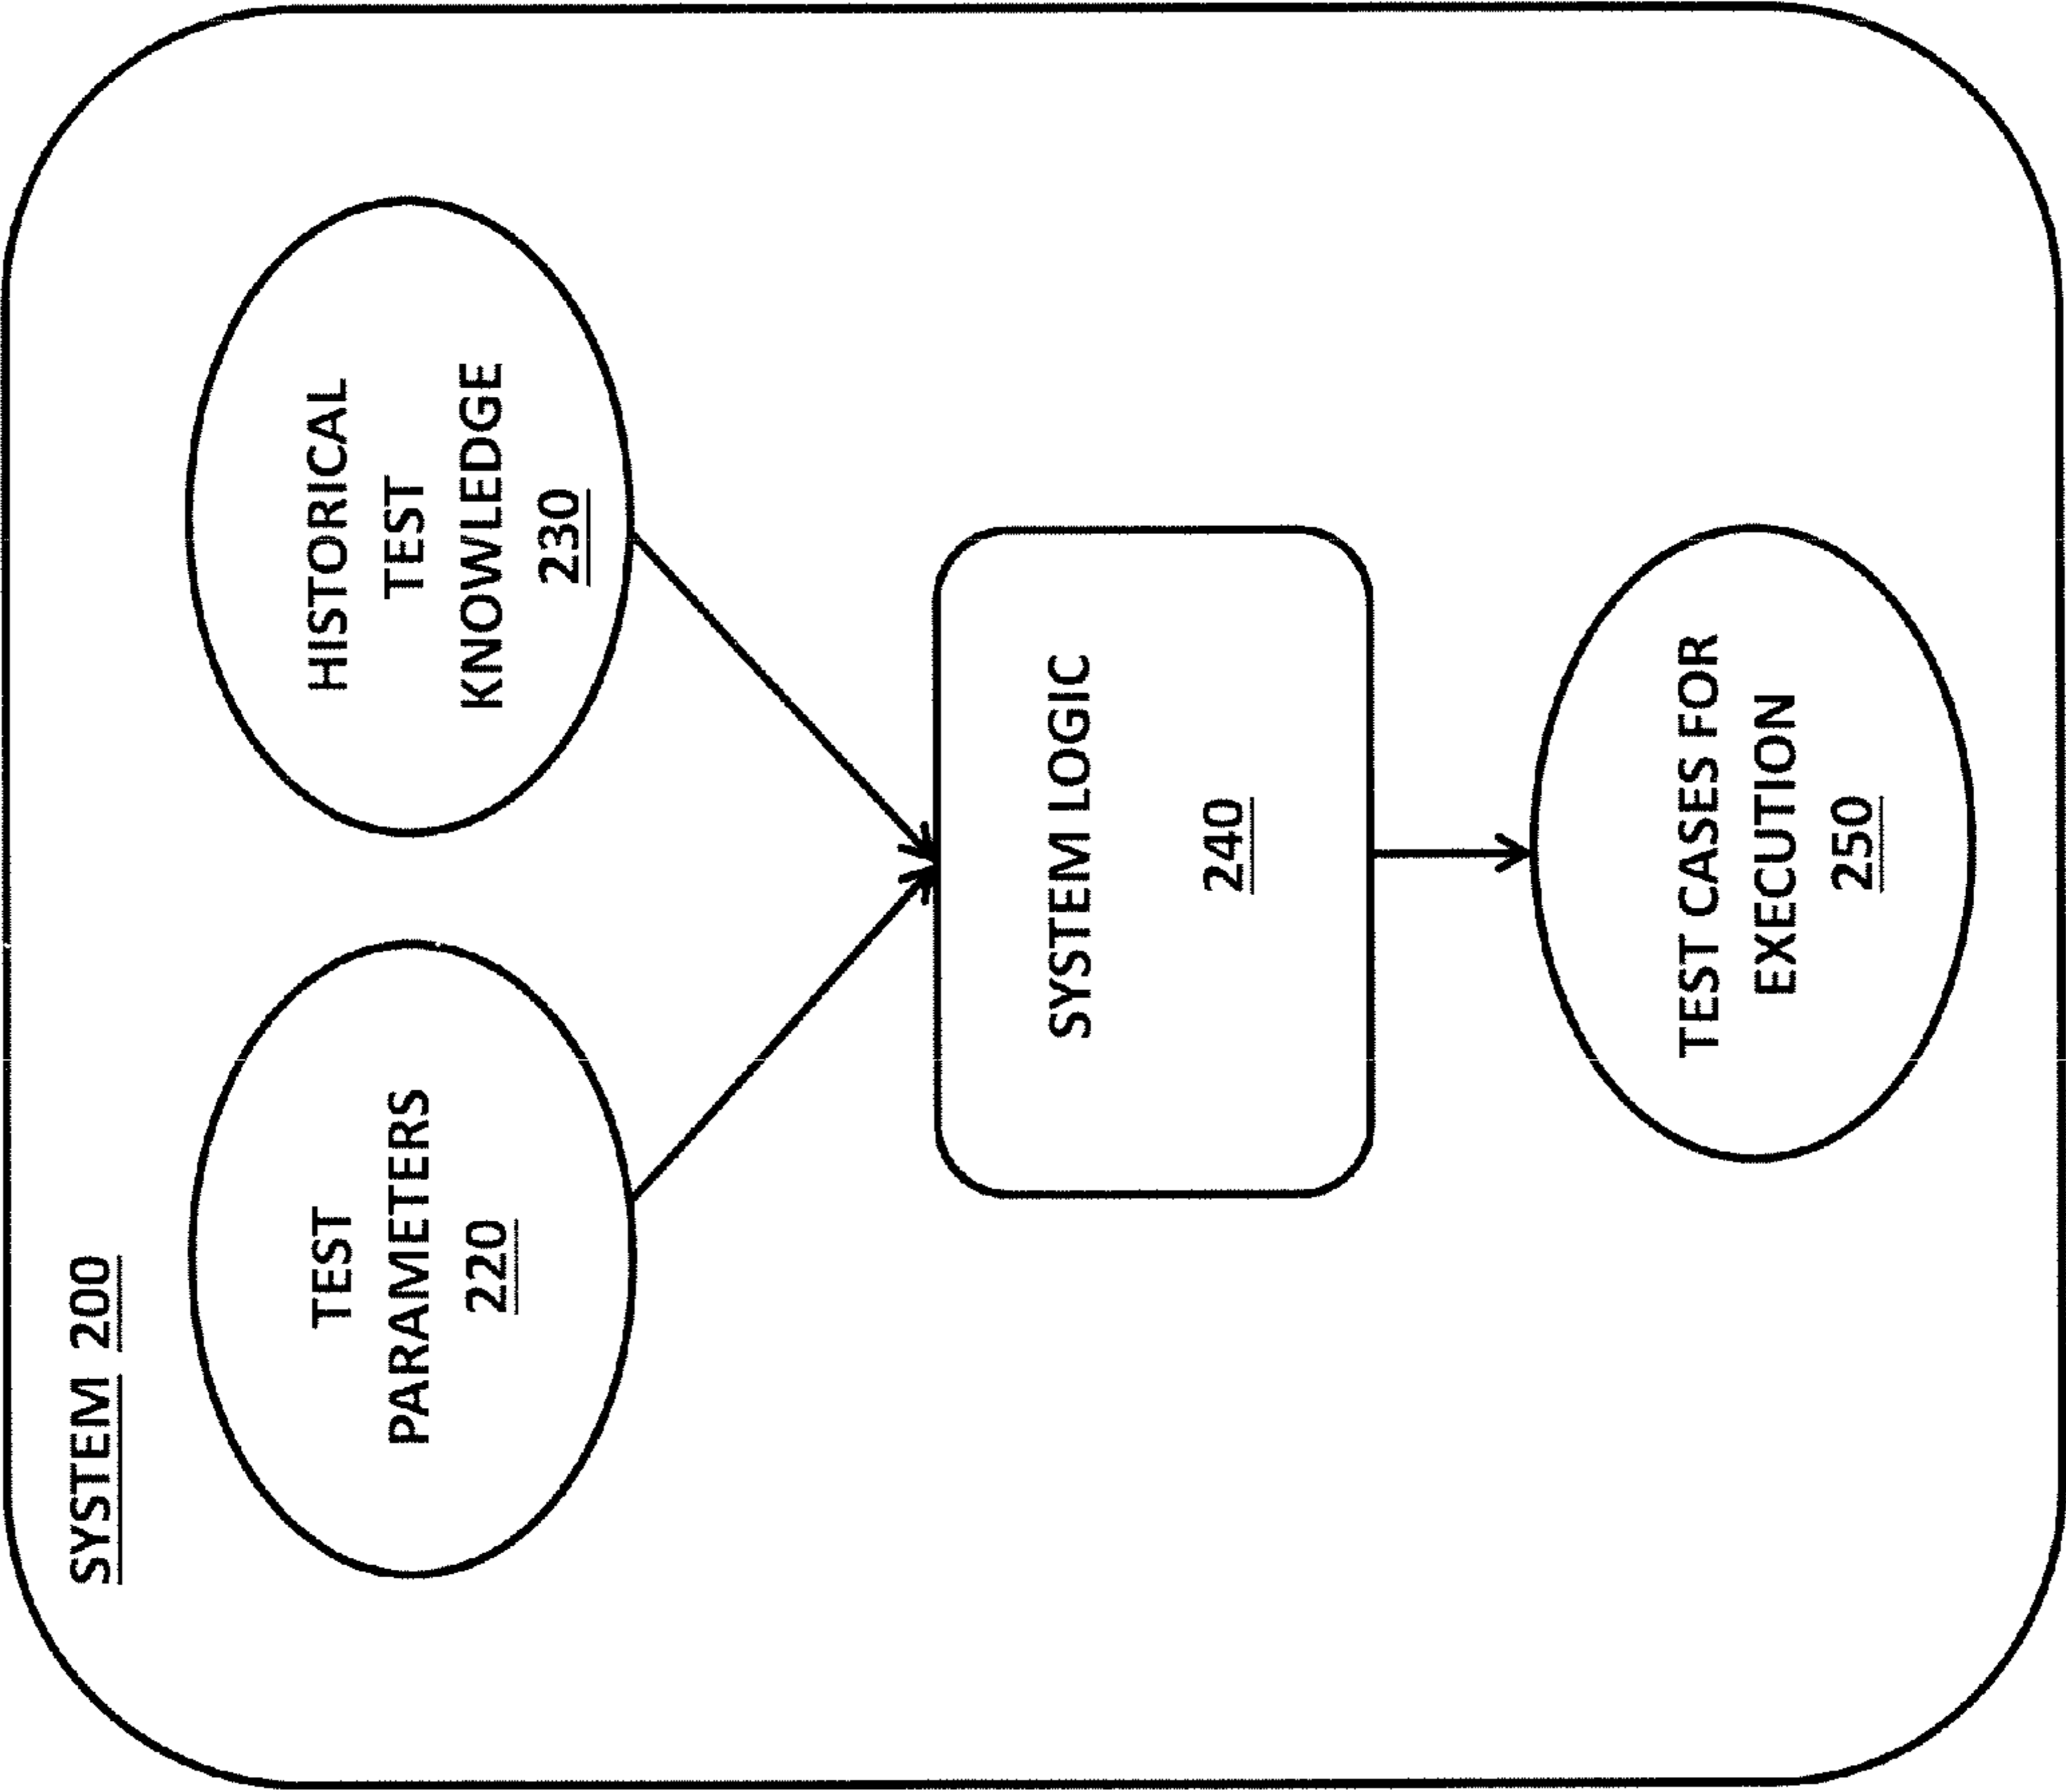 SYSTEM 200
TEST
PARAMETERS
220
HISTORICAL
TEST
KNOWLEDGE
230
SYSTEM LOGIC
240
TEST CASES FOR
EXECUTION
250